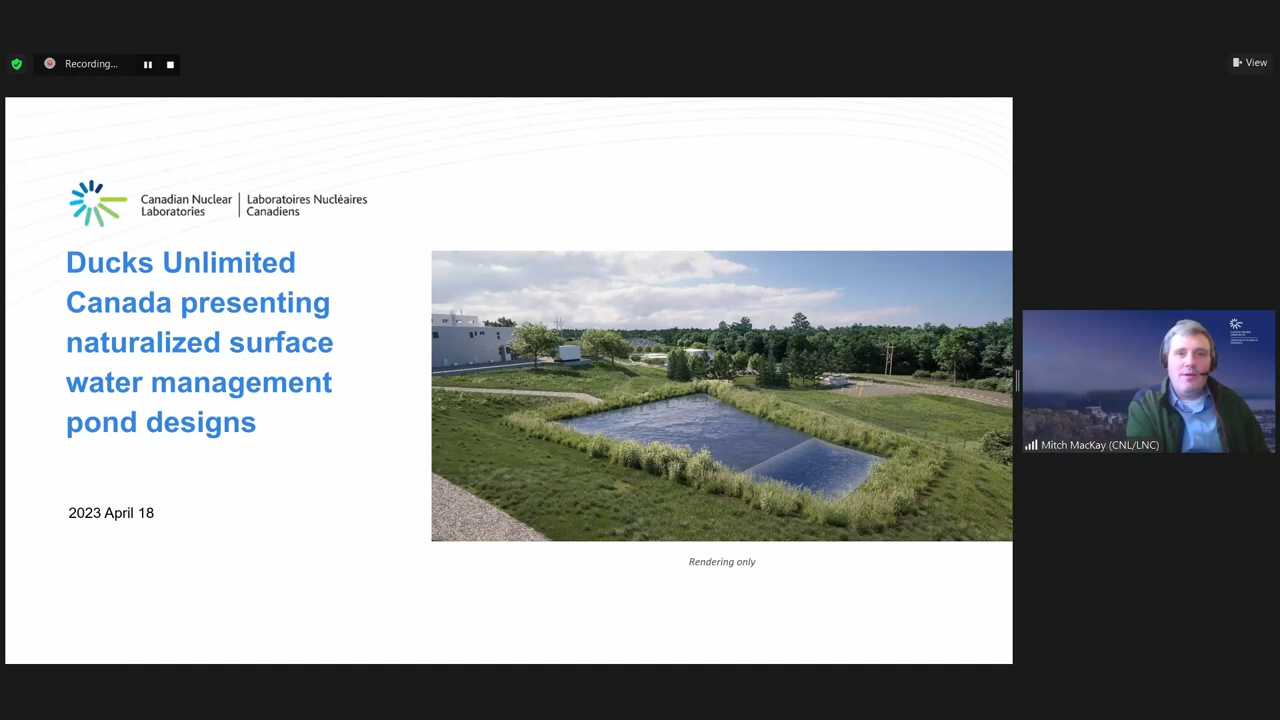 Recording...
View
Canadian Nuclear Laboratoires Nucléaires
Laboratories Canadiens
Ducks Unlimited
Canada presenting
naturalized surface
water management
pond designs
2023 April 18
Rendering only
Mitch MacKay (CNL/LNC)